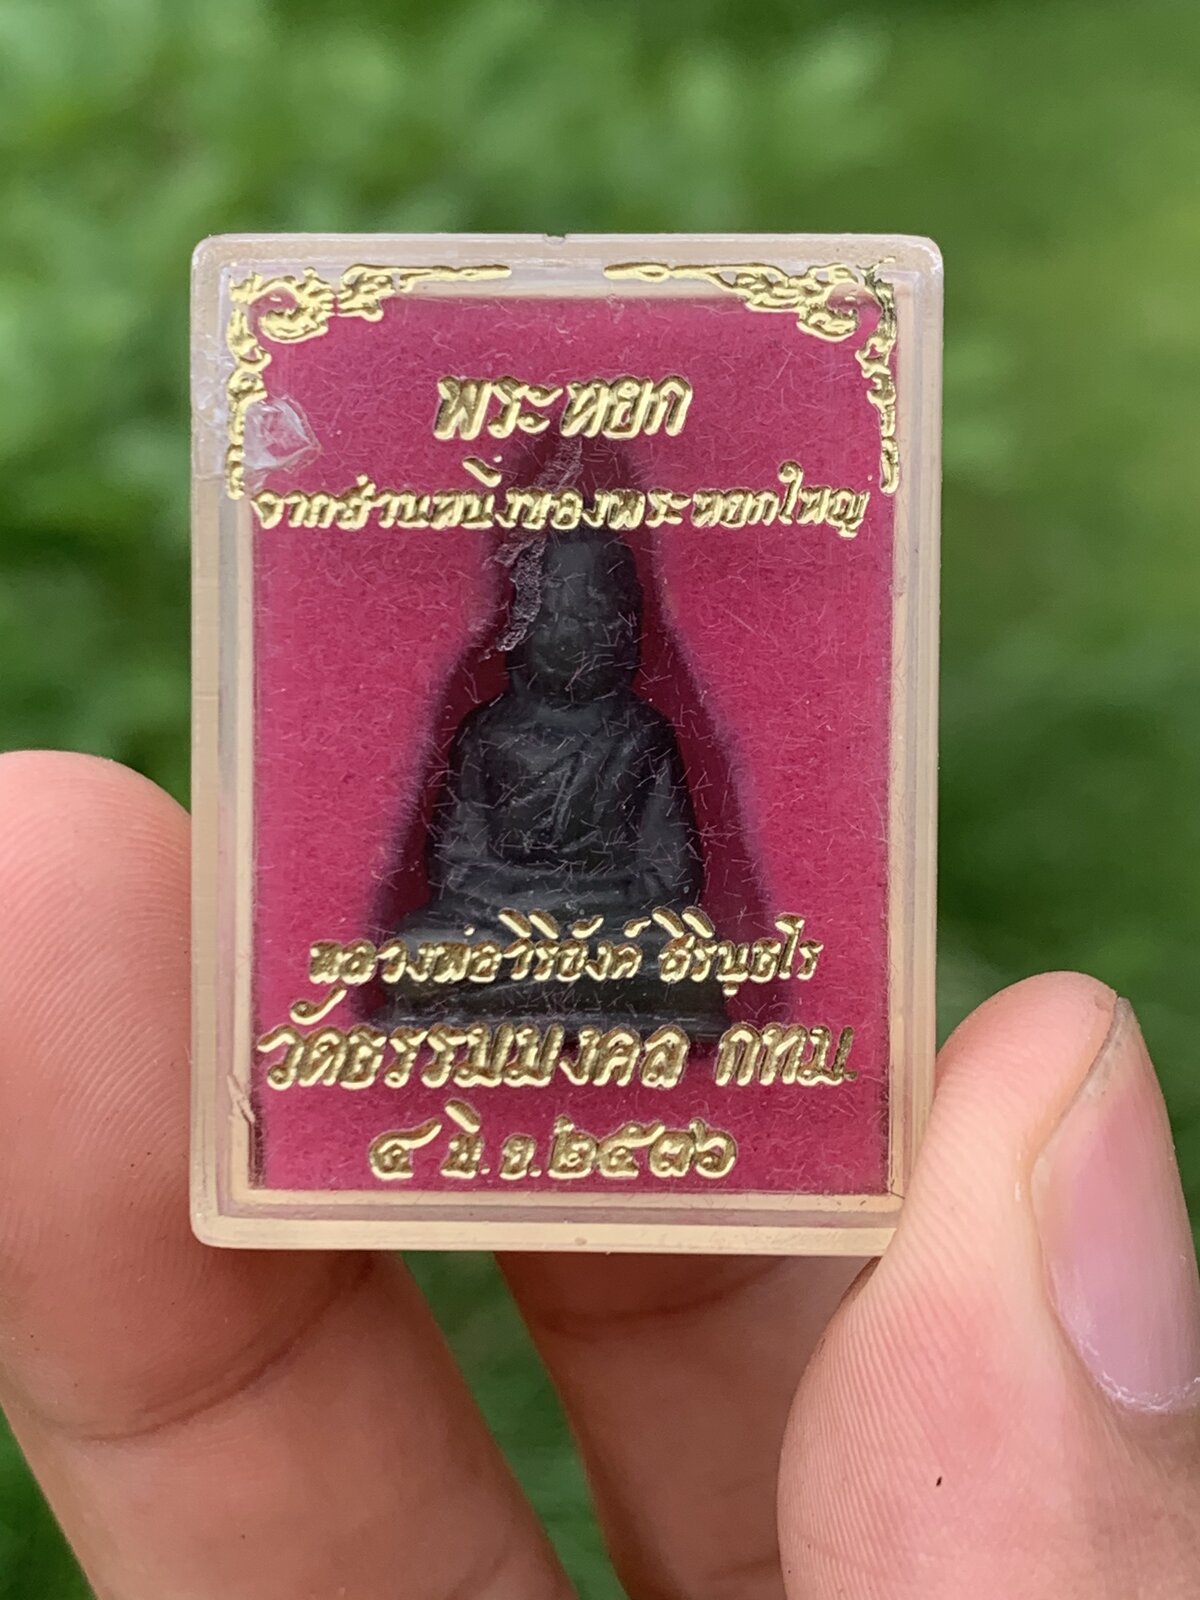 พระหยก
จากส่วนหนึ่งของพระหยกใหญ่
หลวงพ่อวิริยังค์ สิรินฺธโร
วัดธรรมมงคล กทม.
๔ มิ.ย.๒๕๓๖